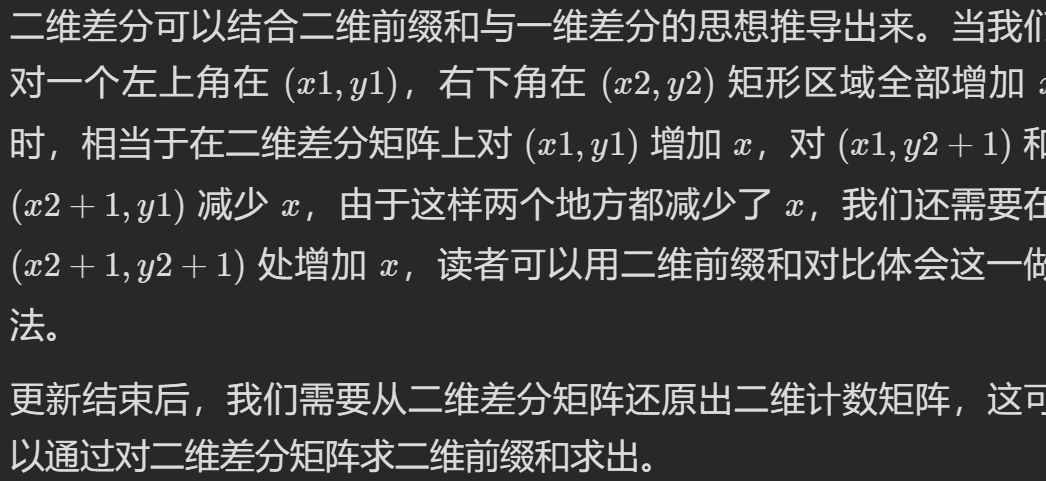 二维差分可以结合二维前缀和与一维差分的思想推导出来。当我们
对一个左上角在 (x1, y1)，右下角在 (x2, y2) 矩形区域全部增加
时，相当于在二维差分矩阵上对 (x1, y1) 增加 x，对 (x1, y2 + 1) 和
(x2 + 1, y1) 减少 x，由于这样两个地方都减少了 x，我们还需要在
(x2 + 1, y2 + 1) 处增加 x，读者可以用二维前缀和对比体会这一做
法。
更新结束后，我们需要从二维差分矩阵还原出二维计数矩阵，这可
以通过对二维差分矩阵求二维前缀和求出。